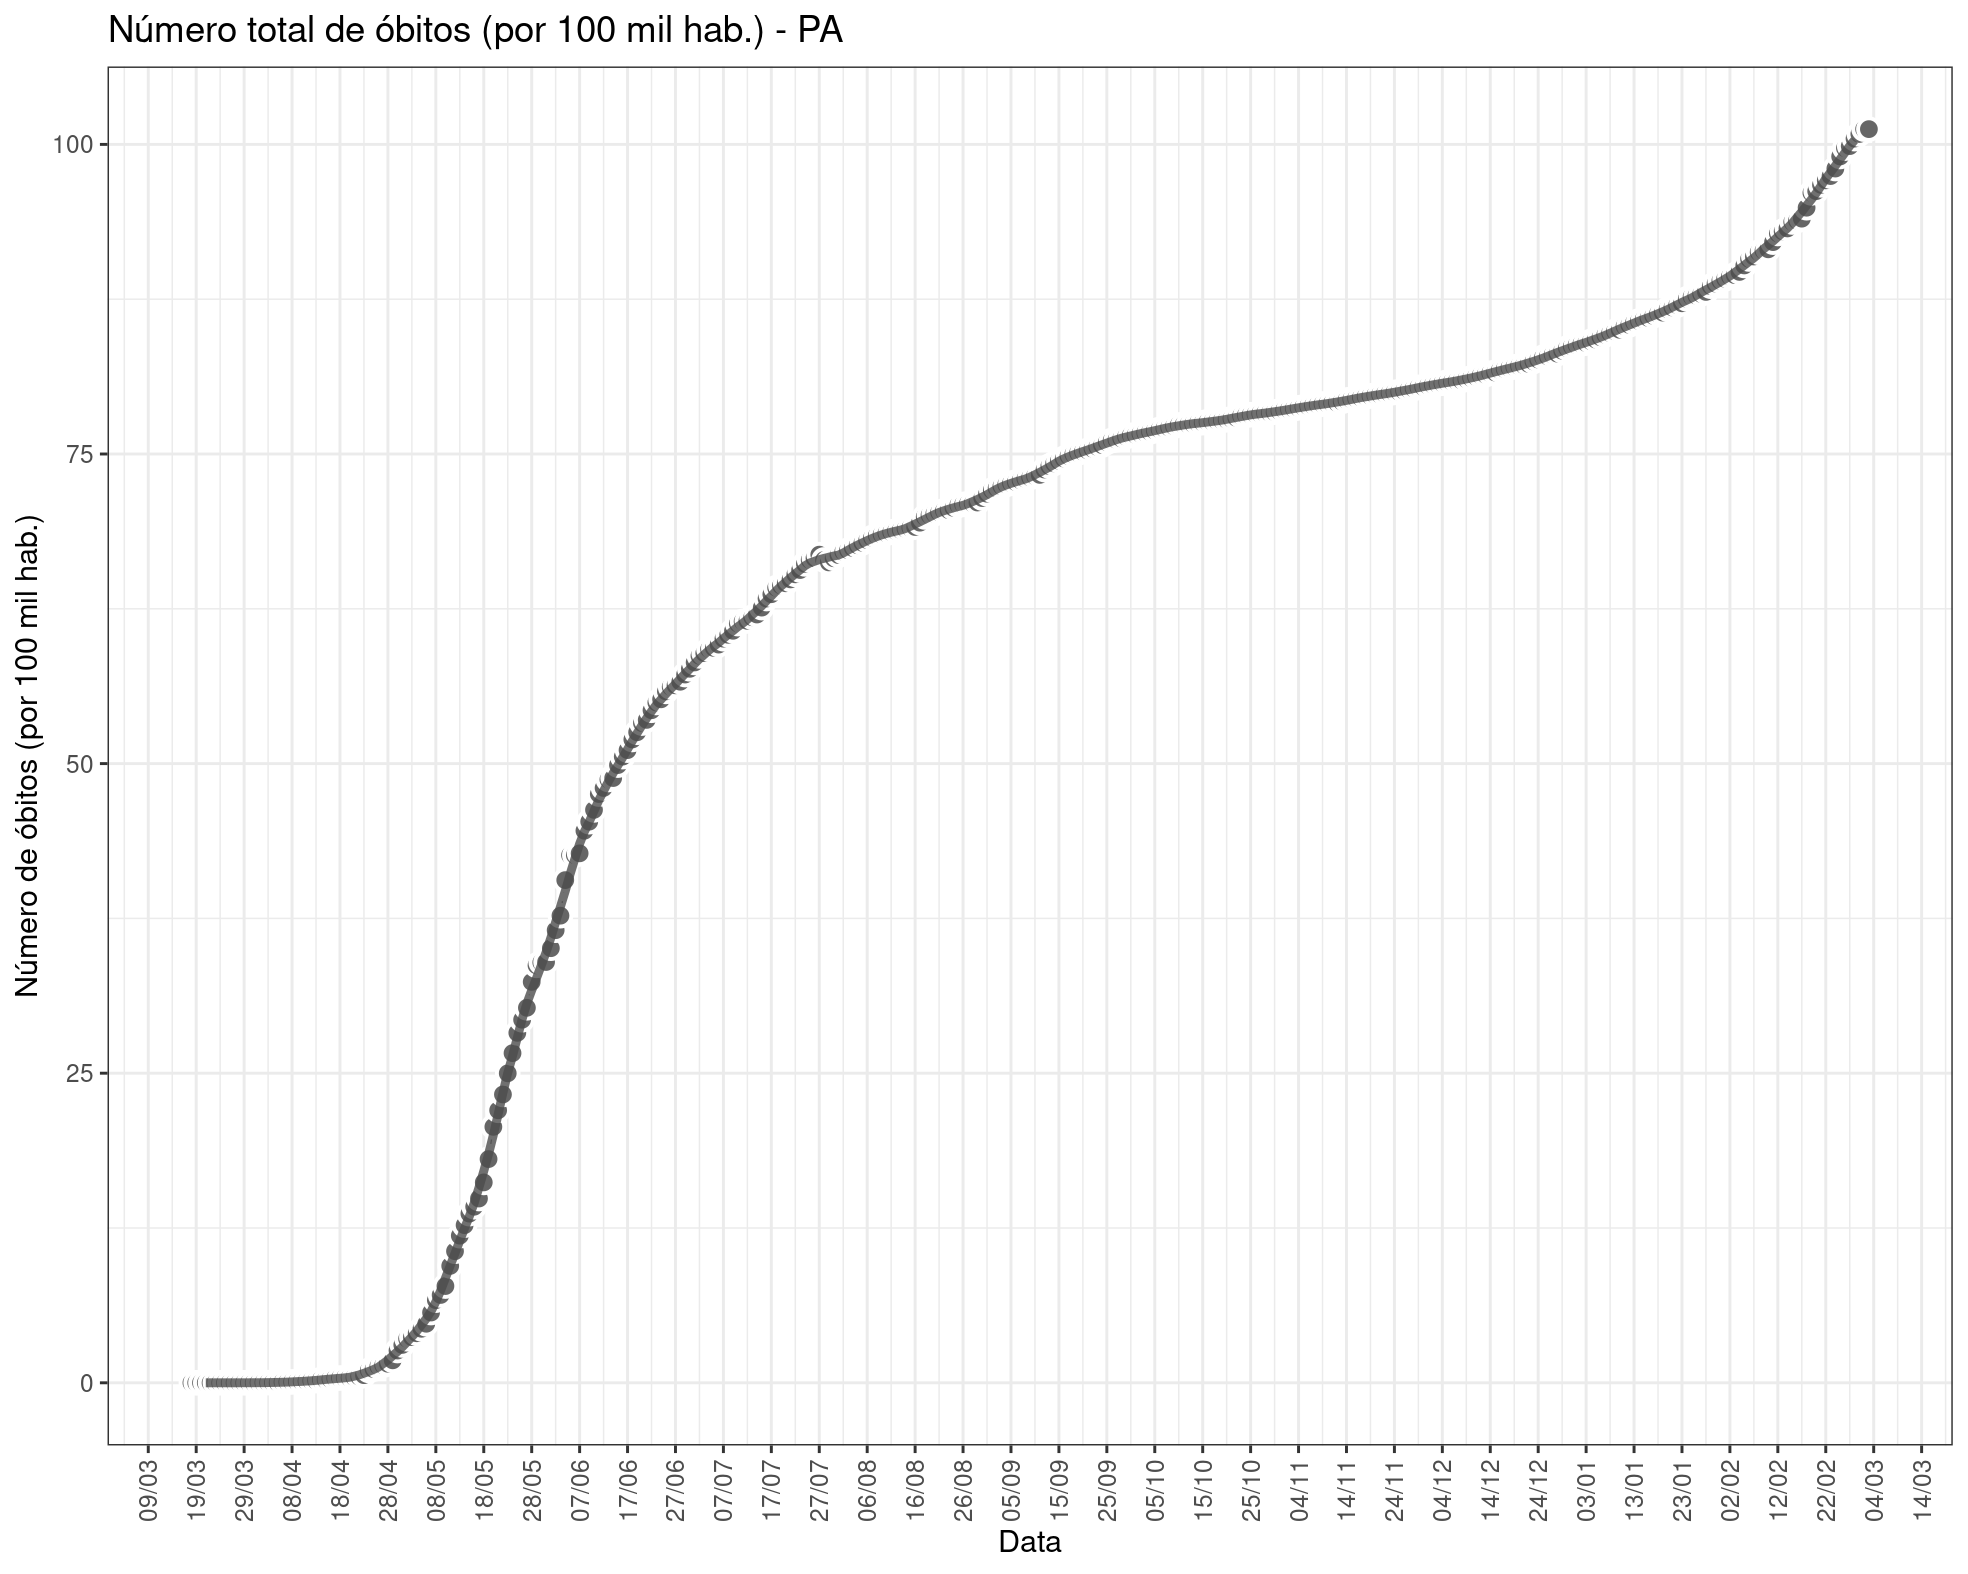 Número total de óbitos (por 100 mil hab.) - PA
Número de óbitos (por 100 mil hab.)
100
75
50
25
0
09/03 19/03 29/03 08/04 18/04 28/04 08/05 18/05 28/05 07/06 17/06 27/06 07/07 17/07 27/07 06/08 16/08 26/08 05/09 15/09 25/09 05/10 15/10 25/10 04/11 14/11 24/11 04/12 14/12 24/12 03/01 13/01 23/01 02/02 12/02 22/02 04/03 14/03
Data